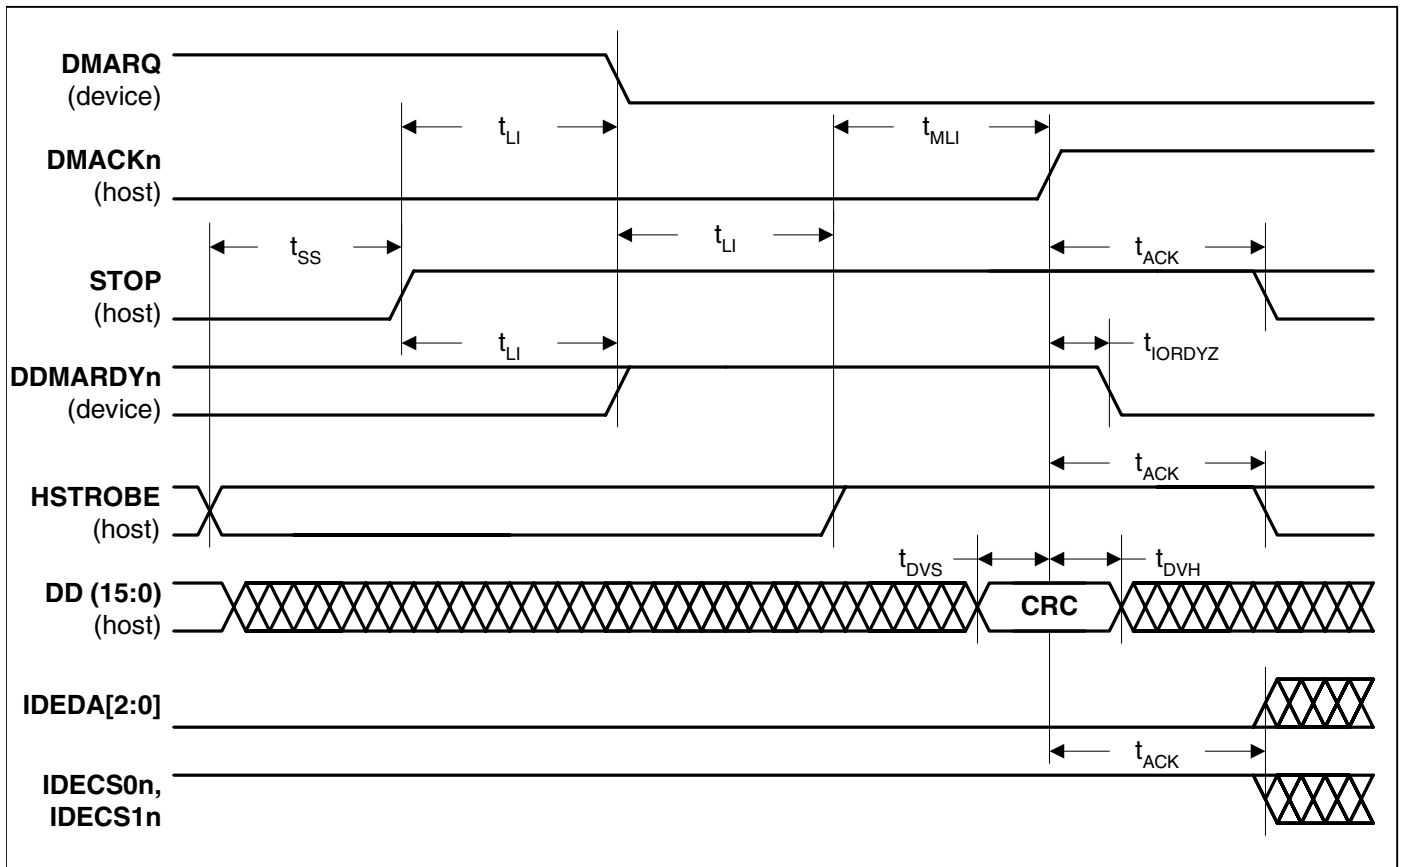 DMARQ
(device)
tLI
tMLI
DMACKn
(host)
tSS
tLI
tACK
STOP
(host)
tLI
tIORDYZ
DDMARDYn
(device)
tACK
HSTROBE
(host)
tDVS
tDVH
DD (15:0)
(host)
CRC
IDEDA[2:0]
tACK
IDECS0n,
IDECS1n